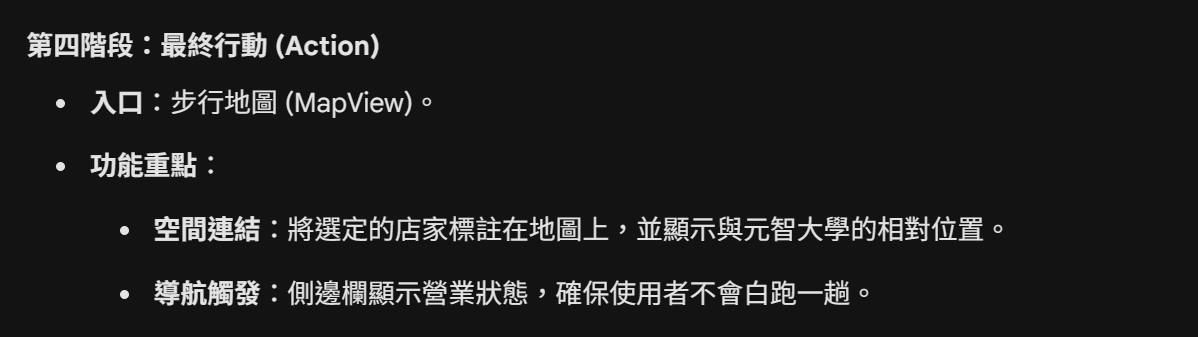 第四階段：最終行動 (Action)
• 入口：步行地圖 (MapView)。
• 功能重點：
• 空間連結：將選定的店家標註在地圖上，並顯示與元智大學的相對位置。
• 導航觸發：側邊欄顯示營業狀態，確保使用者不會白跑一趟。